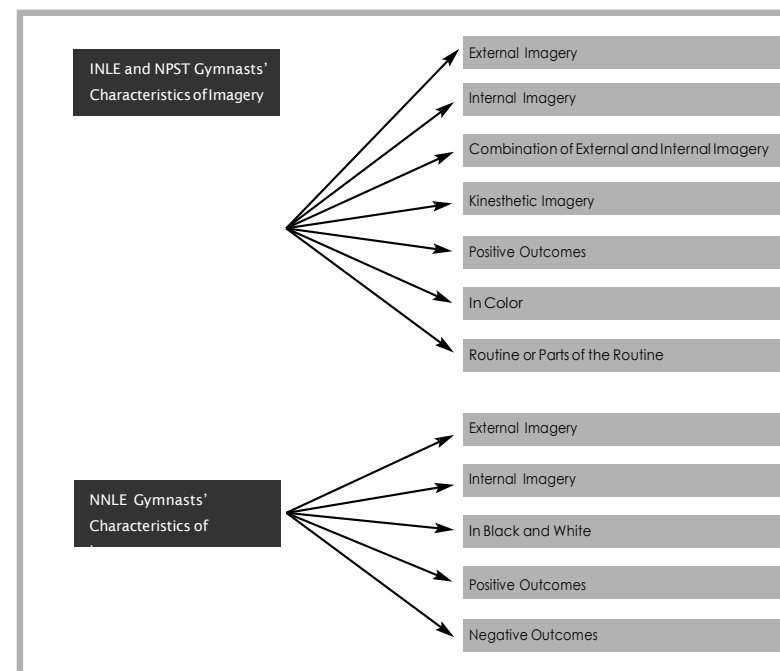 INLE and NPST Gymnasts'
Characteristics of Imagery
External Imagery
Internal Imagery
Combination of External and Internal Imagery
Kinesthetic Imagery
Positive Outcomes
In Color
Routine or Parts of the Routine
NNLE Gymnasts'
Characteristics of
External Imagery
Internal Imagery
In Black and White
Positive Outcomes
Negative Outcomes